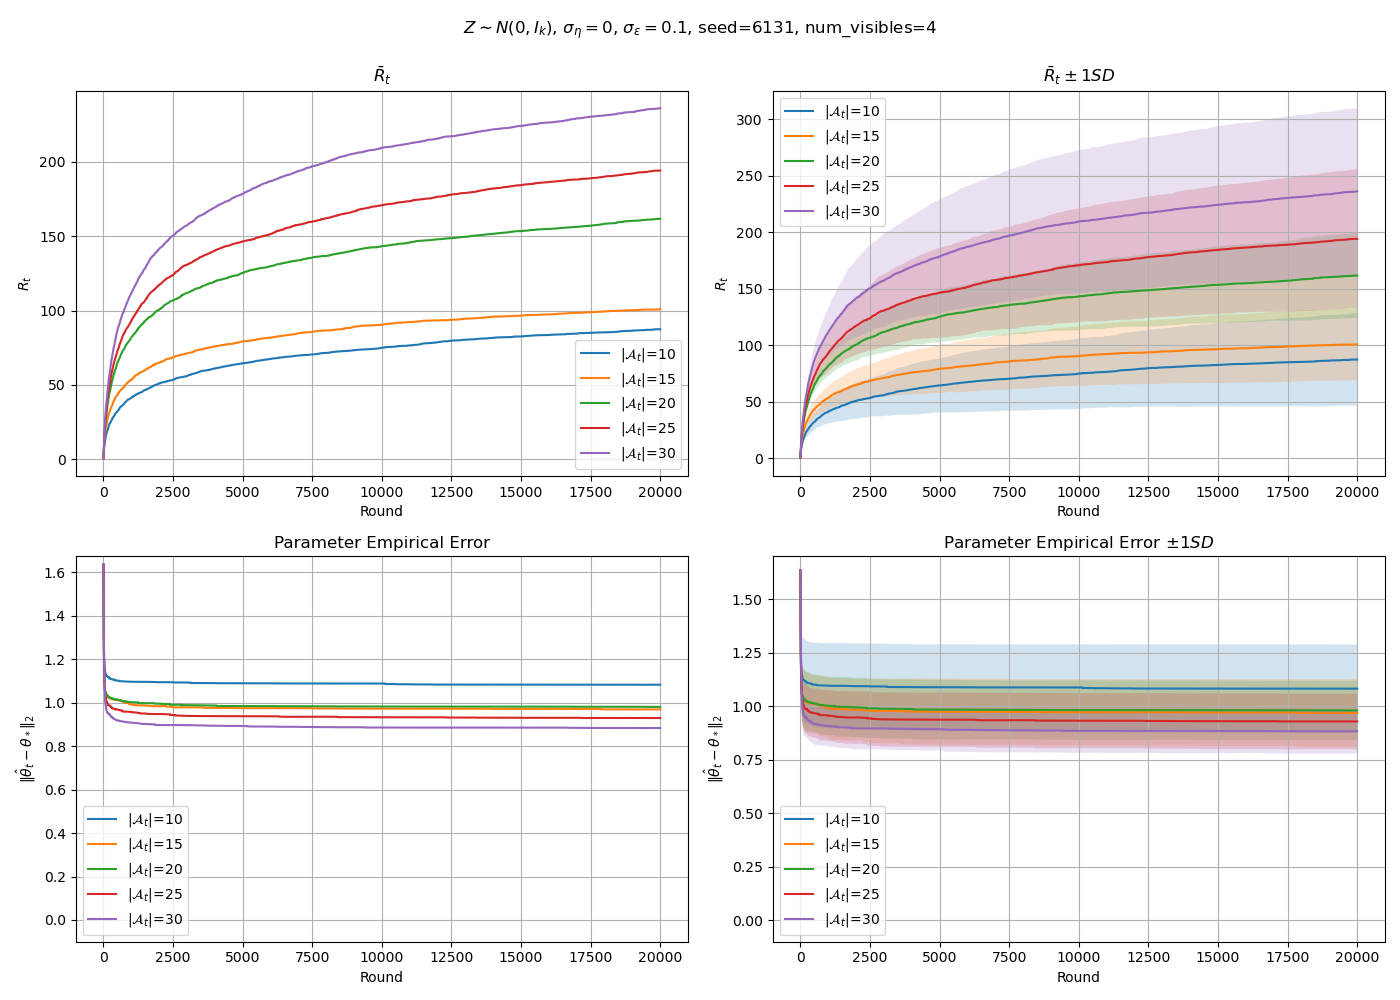 Z ∼ N(0, I_k), σ_η = 0, σ_ε = 0.1, seed=6131, num_visibles=4
R̄_t
R_t
200
150
100
50
0
0 2500 5000 7500 10000 12500 15000 17500 20000
Round
|𝒜_t|=10
|𝒜_t|=15
|𝒜_t|=20
|𝒜_t|=25
|𝒜_t|=30
R̄_t ± 1SD
R_t
300
250
200
150
100
50
0
0 2500 5000 7500 10000 12500 15000 17500 20000
Round
|𝒜_t|=10
|𝒜_t|=15
|𝒜_t|=20
|𝒜_t|=25
|𝒜_t|=30
Parameter Empirical Error
‖θ̂_t − θ_*‖_2
1.6
1.4
1.2
1.0
0.8
0.6
0.4
0.2
0.0
0 2500 5000 7500 10000 12500 15000 17500 20000
Round
|𝒜_t|=10
|𝒜_t|=15
|𝒜_t|=20
|𝒜_t|=25
|𝒜_t|=30
Parameter Empirical Error ±1SD
‖θ̂_t − θ_*‖_2
1.50
1.25
1.00
0.75
0.50
0.25
0.00
0 2500 5000 7500 10000 12500 15000 17500 20000
Round
|𝒜_t|=10
|𝒜_t|=15
|𝒜_t|=20
|𝒜_t|=25
|𝒜_t|=30